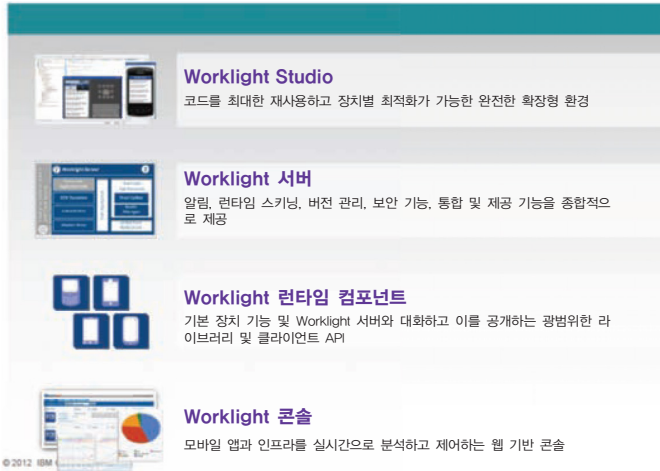 Worklight Studio
코드를 최대한 재사용하고 장치별 최적화가 가능한 완전한 확장형 환경
Worklight 서버
알림, 런타임 스키닝, 버전 관리, 보안 기능, 통합 및 제공 기능을 종합적으
로 제공
Worklight 런타임 컴포넌트
기본 장치 기능 및 Worklight 서버와 대화하고 이를 공개하는 광범위한 라
이브러리 및 클라이언트 API
Worklight 콘솔
모바일 앱과 인프라를 실시간으로 분석하고 제어하는 웹 기반 콘솔
© 2012 IBM